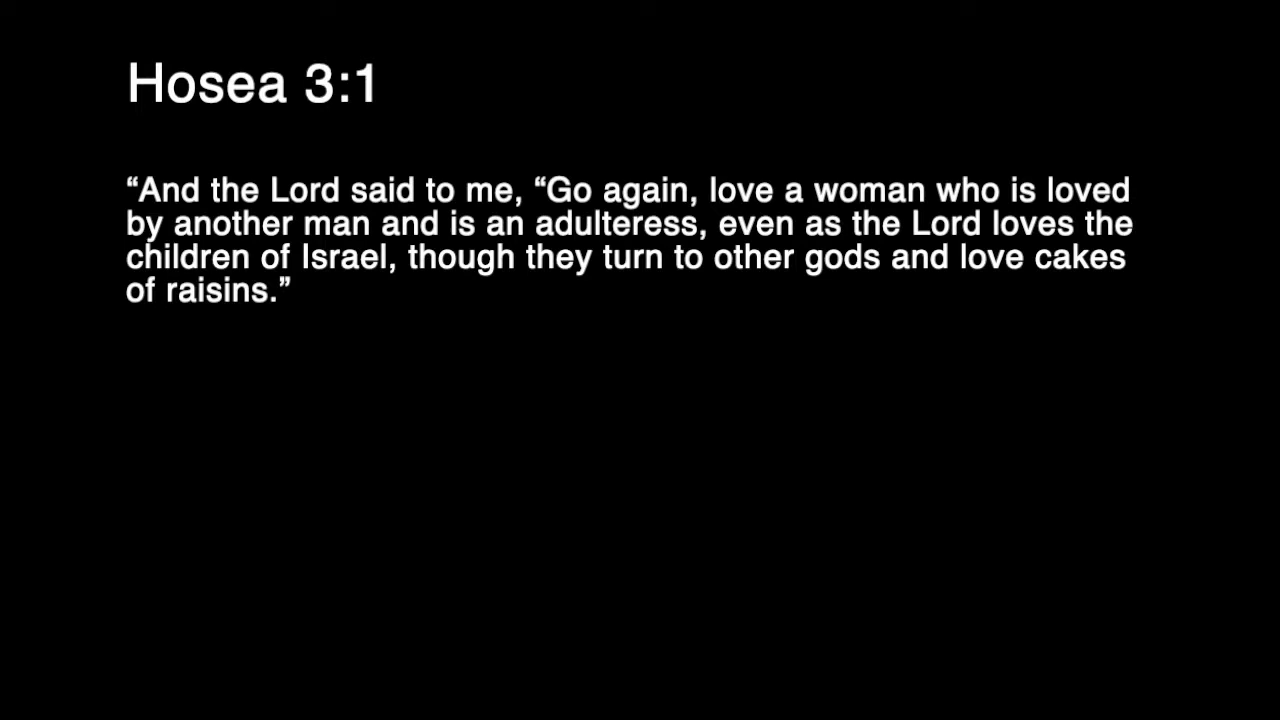 Hosea 3:1
“And the Lord said to me, “Go again, love a woman who is loved
by another man and is an adulteress, even as the Lord loves the
children of Israel, though they turn to other gods and love cakes
of raisins.”